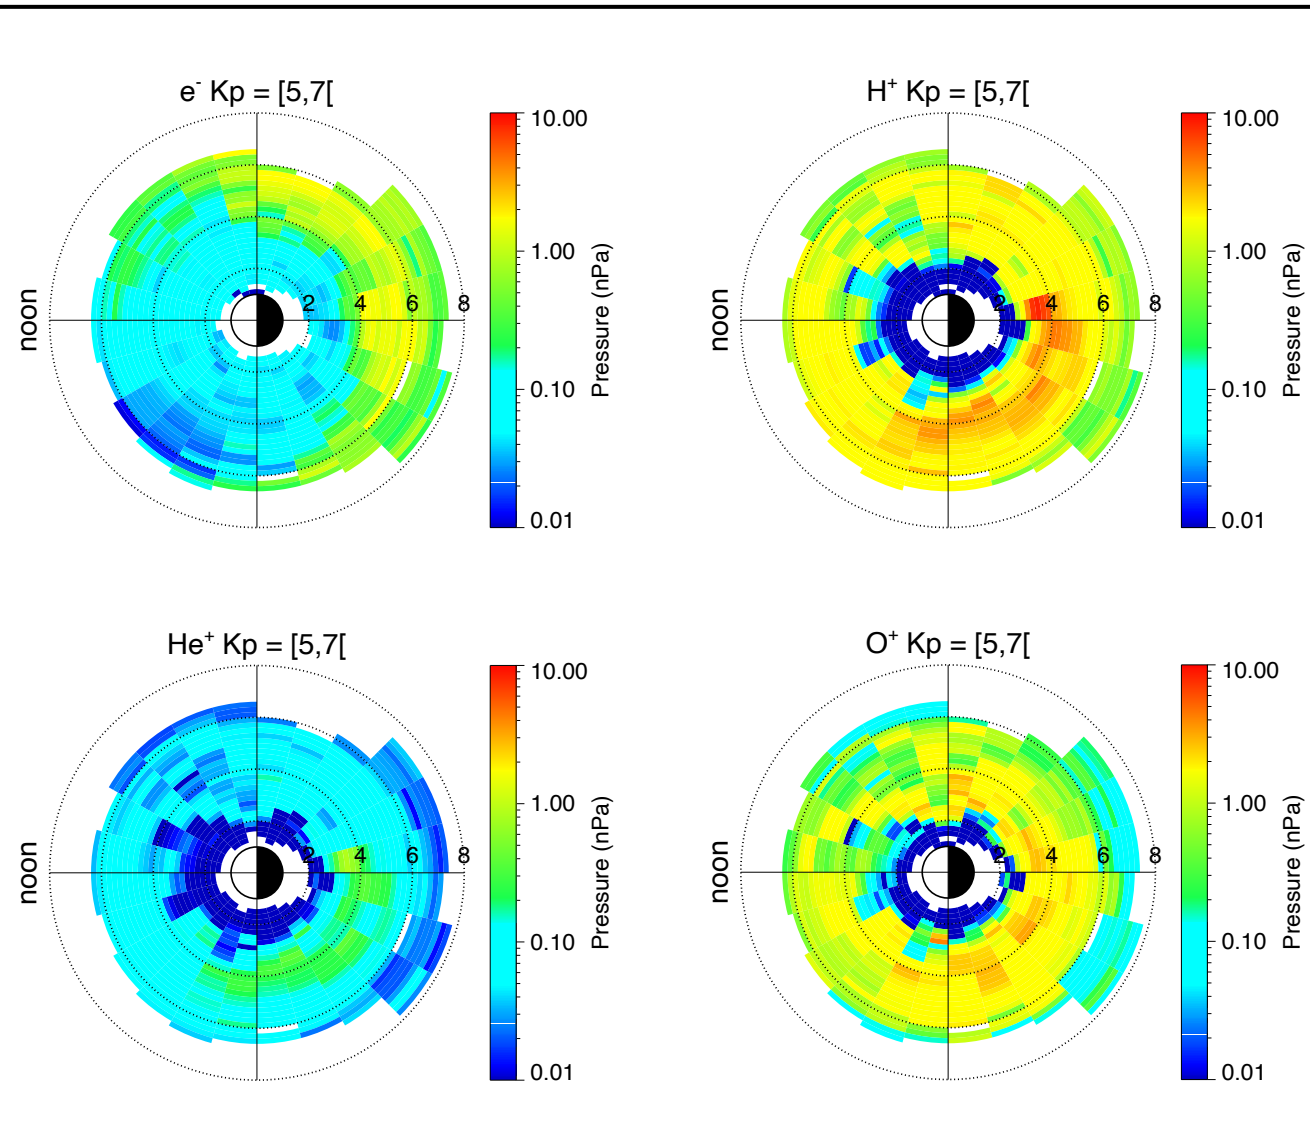 e⁻ Kp = [5,7[
noon
2 4 6 8
10.00
1.00
0.10
0.01
Pressure (nPa)
H⁺ Kp = [5,7[
noon
2 4 6 8
10.00
1.00
0.10
0.01
Pressure (nPa)
He⁺ Kp = [5,7[
noon
2 4 6 8
10.00
1.00
0.10
0.01
Pressure (nPa)
O⁺ Kp = [5,7[
noon
2 4 6 8
10.00
1.00
0.10
0.01
Pressure (nPa)